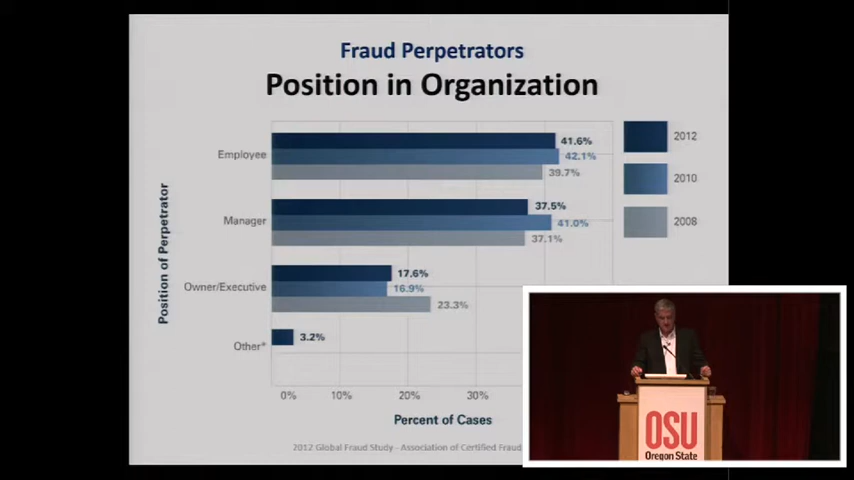 Fraud Perpetrators
Position in Organization
Position of Perpetrator
Employee
41.6%
42.1%
39.7%
Manager
37.5%
41.0%
37.1%
Owner/Executive
17.6%
16.9%
23.3%
Other*
3.2%
0%
10%
20%
30%
Percent of Cases
2012 Global Fraud Study - Association of Certified Fraud
2012
2010
2008
OSU
Oregon State